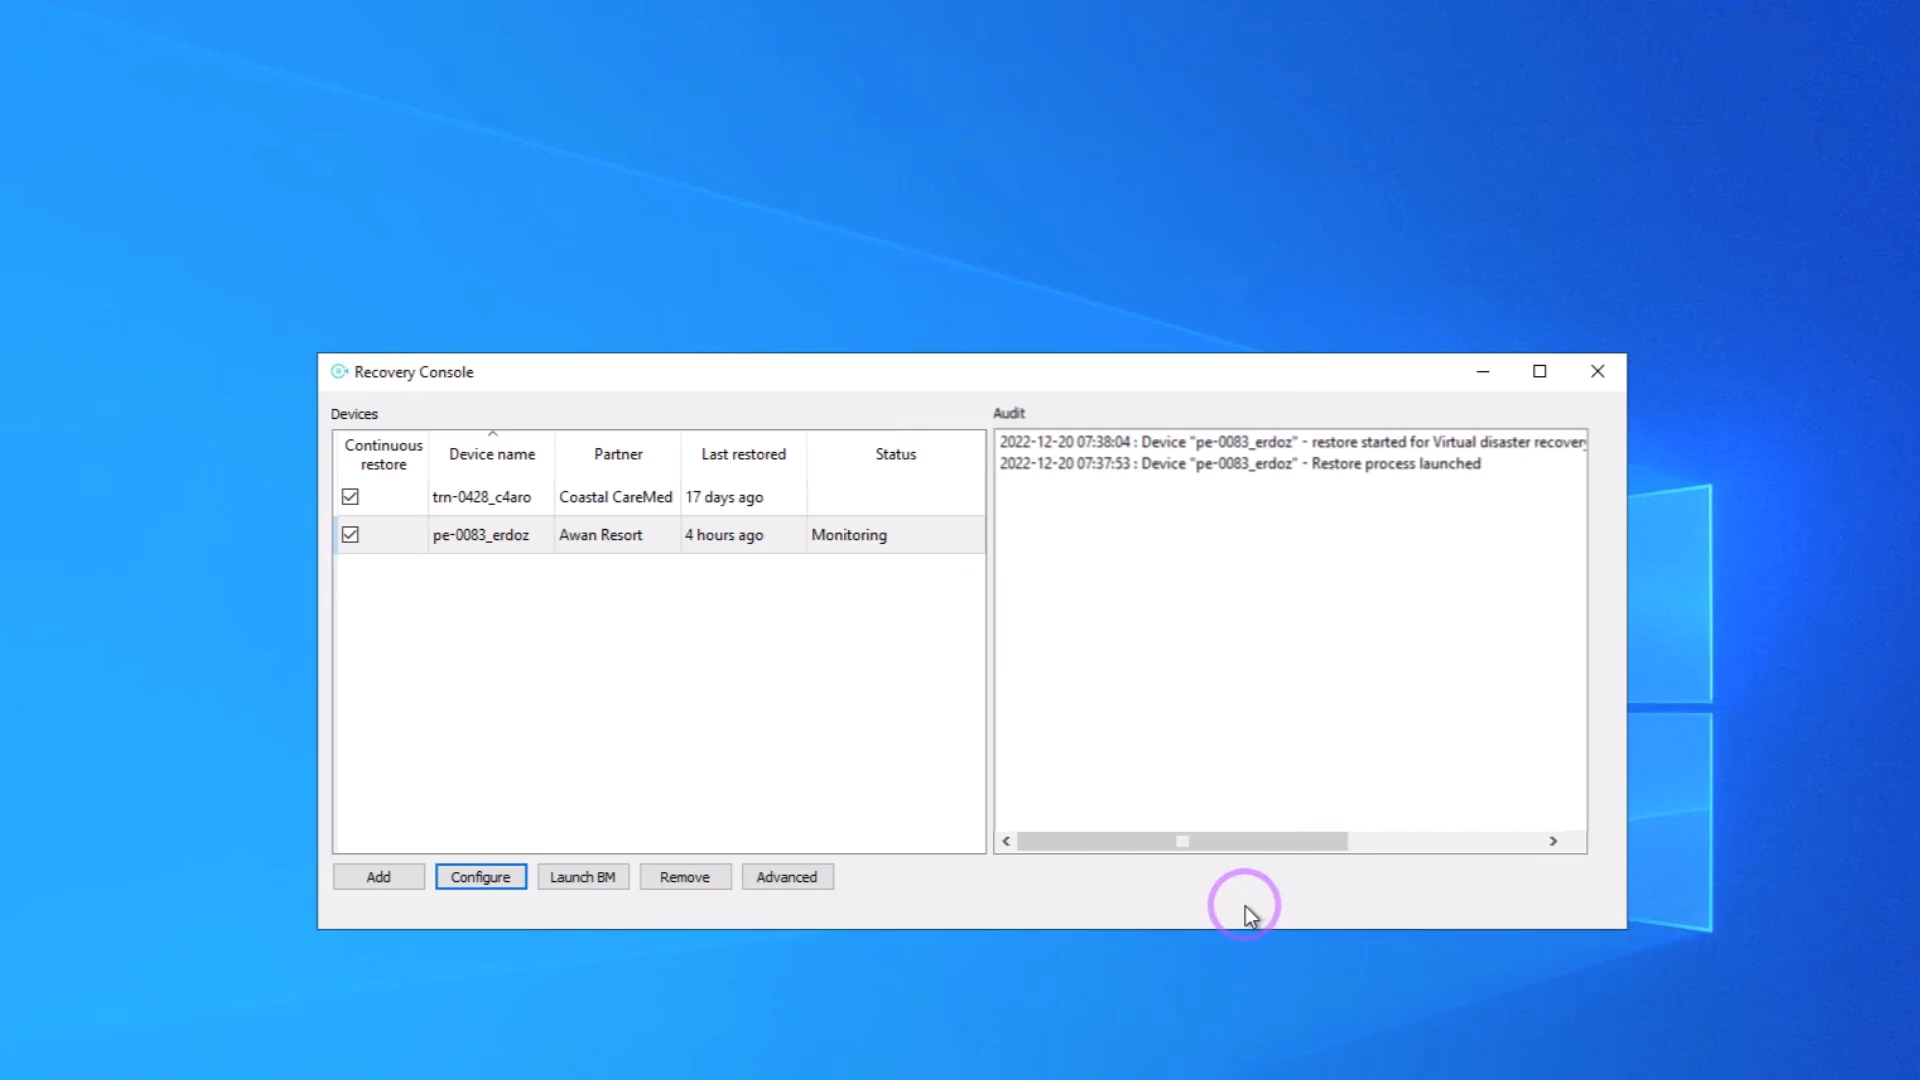 Recovery Console
Devices
Continuous restore Device name Partner Last restored Status
trn-0428_c4aro Coastal CareMed 17 days ago
pe-0083_erdoz Awan Resort 4 hours ago Monitoring
Audit
2022-12-20 07:38:04 : Device "pe-0083_erdoz" - restore started for Virtual disaster recovery
2022-12-20 07:37:53 : Device "pe-0083_erdoz" - Restore process launched
Add Configure Launch BM Remove Advanced